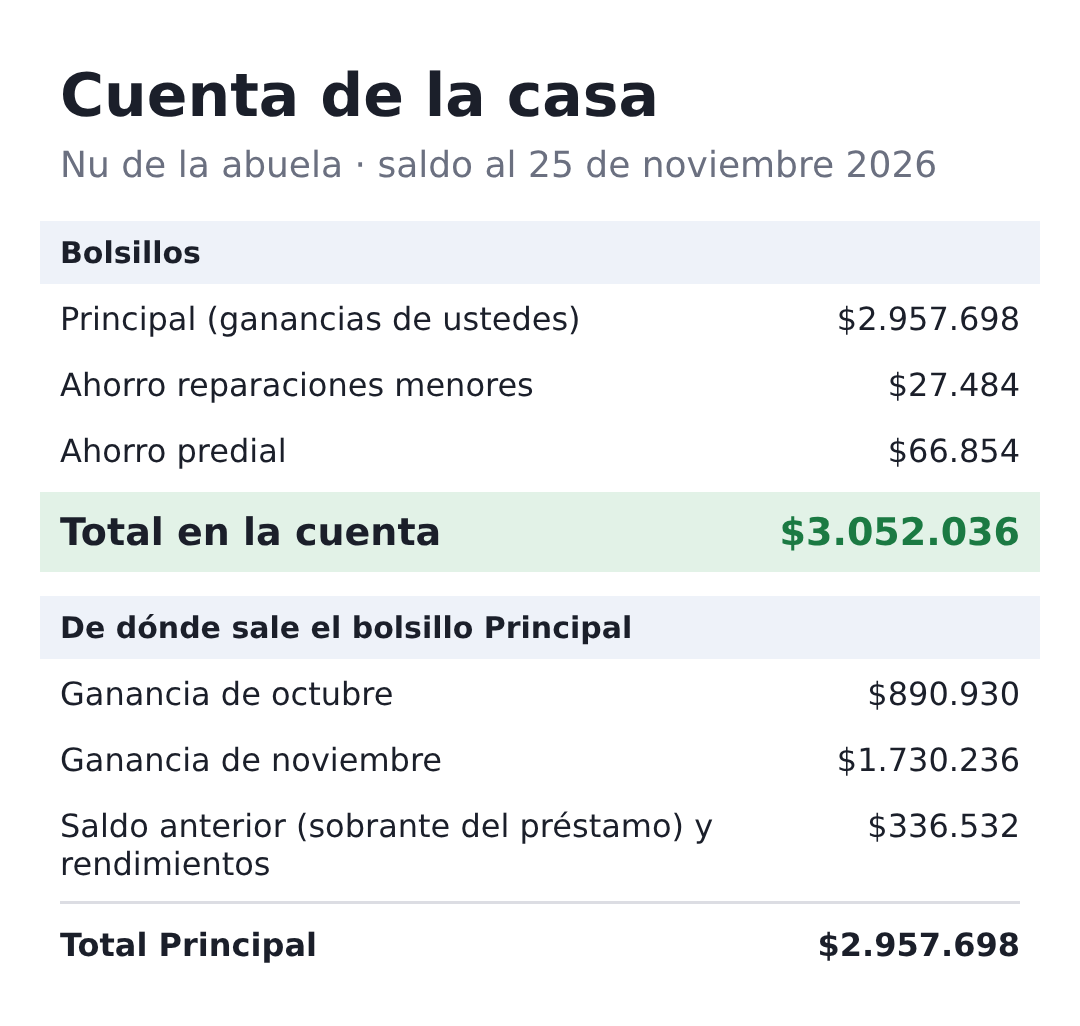 Cuenta de la casa
Nu de la abuela · saldo al 25 de noviembre 2026
Bolsillos
Principal (ganancias de ustedes) $2.957.698
Ahorro reparaciones menores $27.484
Ahorro predial $66.854
Total en la cuenta $3.052.036
De dónde sale el bolsillo Principal
Ganancia de octubre $890.930
Ganancia de noviembre $1.730.236
Saldo anterior (sobrante del préstamo) y $336.532
rendimientos
Total Principal $2.957.698